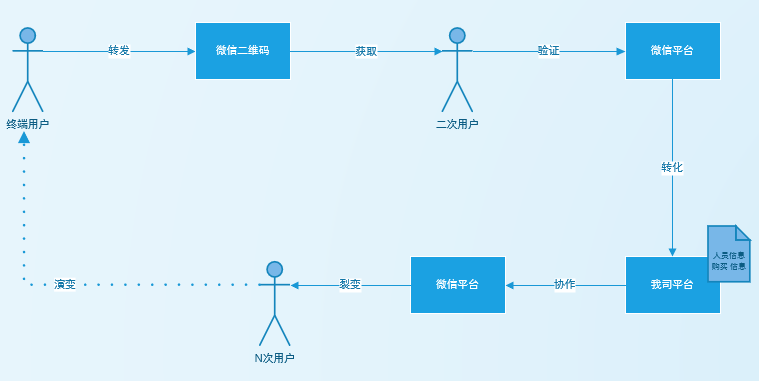 转发
微信二维码
获取
验证
微信平台
终端用户
二次用户
转化
人员信息
购买 信息
演变
裂变
微信平台
协作
我司平台
N次用户